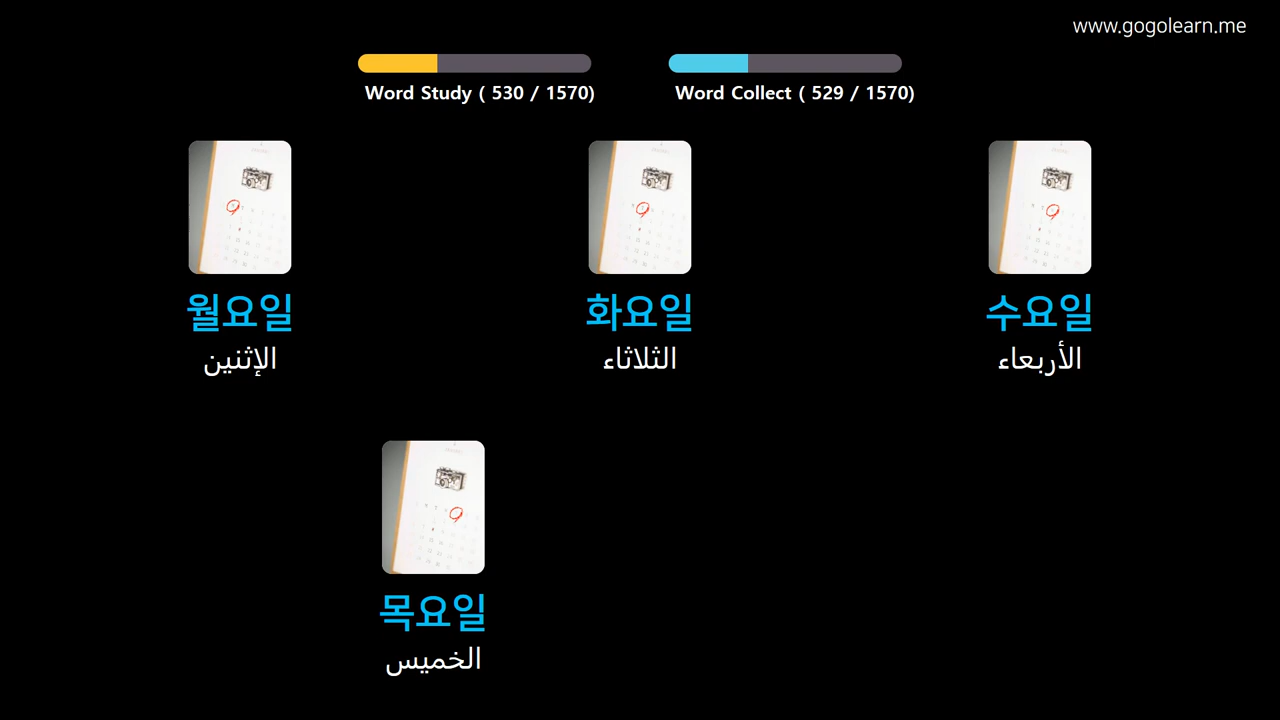 www.gogolearn.me
Word Study ( 530 / 1570)
Word Collect ( 529 / 1570)
월요일
الإثنين
화요일
الثلاثاء
수요일
الأربعاء
목요일
الخميس